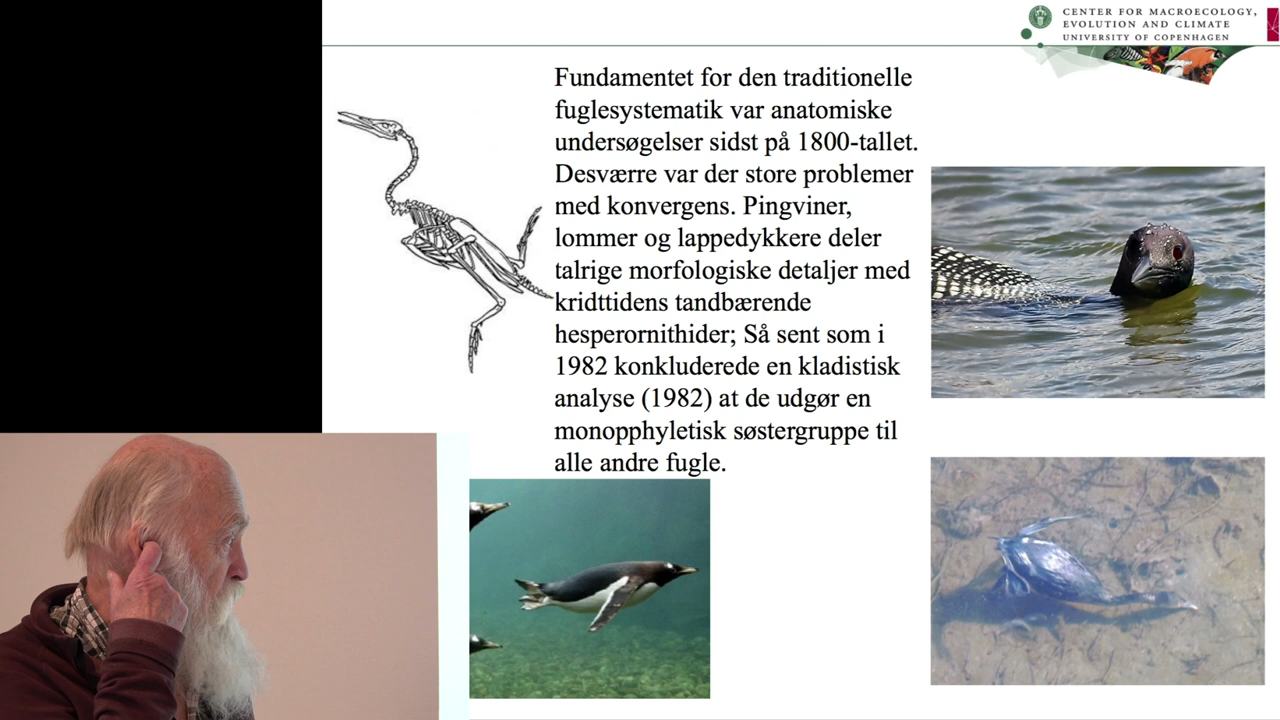 CENTER FOR MACROECOLOGY,
EVOLUTION AND CLIMATE
UNIVERSITY OF COPENHAGEN
Fundamentet for den traditionelle
fuglesystematik var anatomiske
undersøgelser sidst på 1800-tallet.
Desværre var der store problemer
med konvergens. Pingviner,
lommer og lappedykkere deler
talrige morfologiske detaljer med
kridttidens tandbærende
hesperornithider; Så sent som i
1982 konkluderede en kladistisk
analyse (1982) at de udgør en
monopphyletisk søstergruppe til
alle andre fugle.